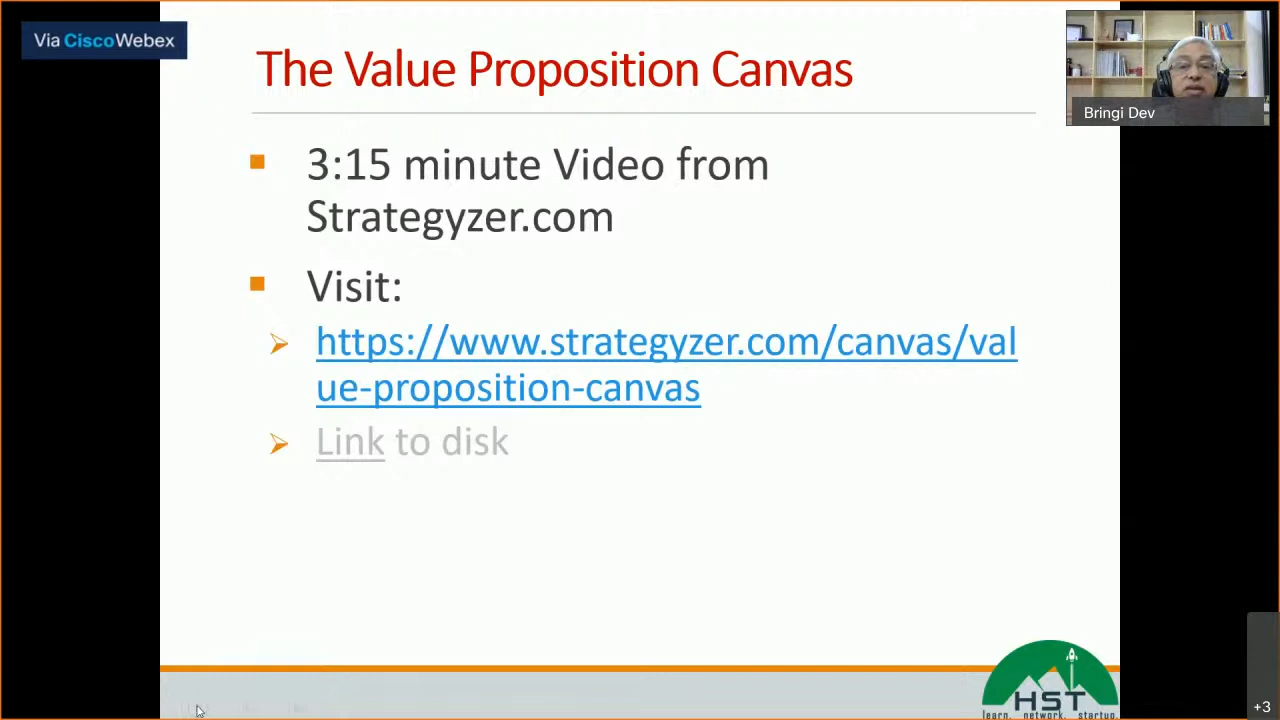 Via CiscoWebex
The Value Proposition Canvas
Bringi Dev
3:15 minute Video from
Strategyzer.com
Visit:
https://www.strategyzer.com/canvas/val
ue-proposition-canvas
Link to disk
HST
learn. network. startup.
+3